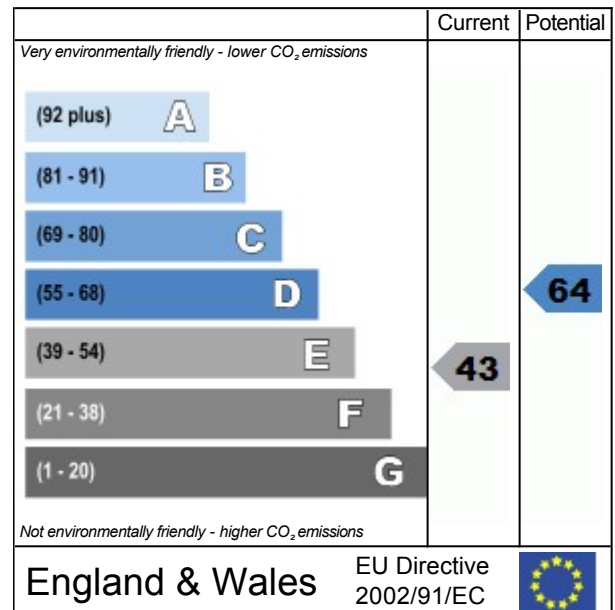 Current Potential
Very environmentally friendly - lower CO₂ emissions
(92 plus) A
(81 - 91) B
(69 - 80) C
(55 - 68) D
64
(39 - 54) E
43
(21 - 38) F
(1 - 20) G
Not environmentally friendly - higher CO₂ emissions
England & Wales
EU Directive
2002/91/EC